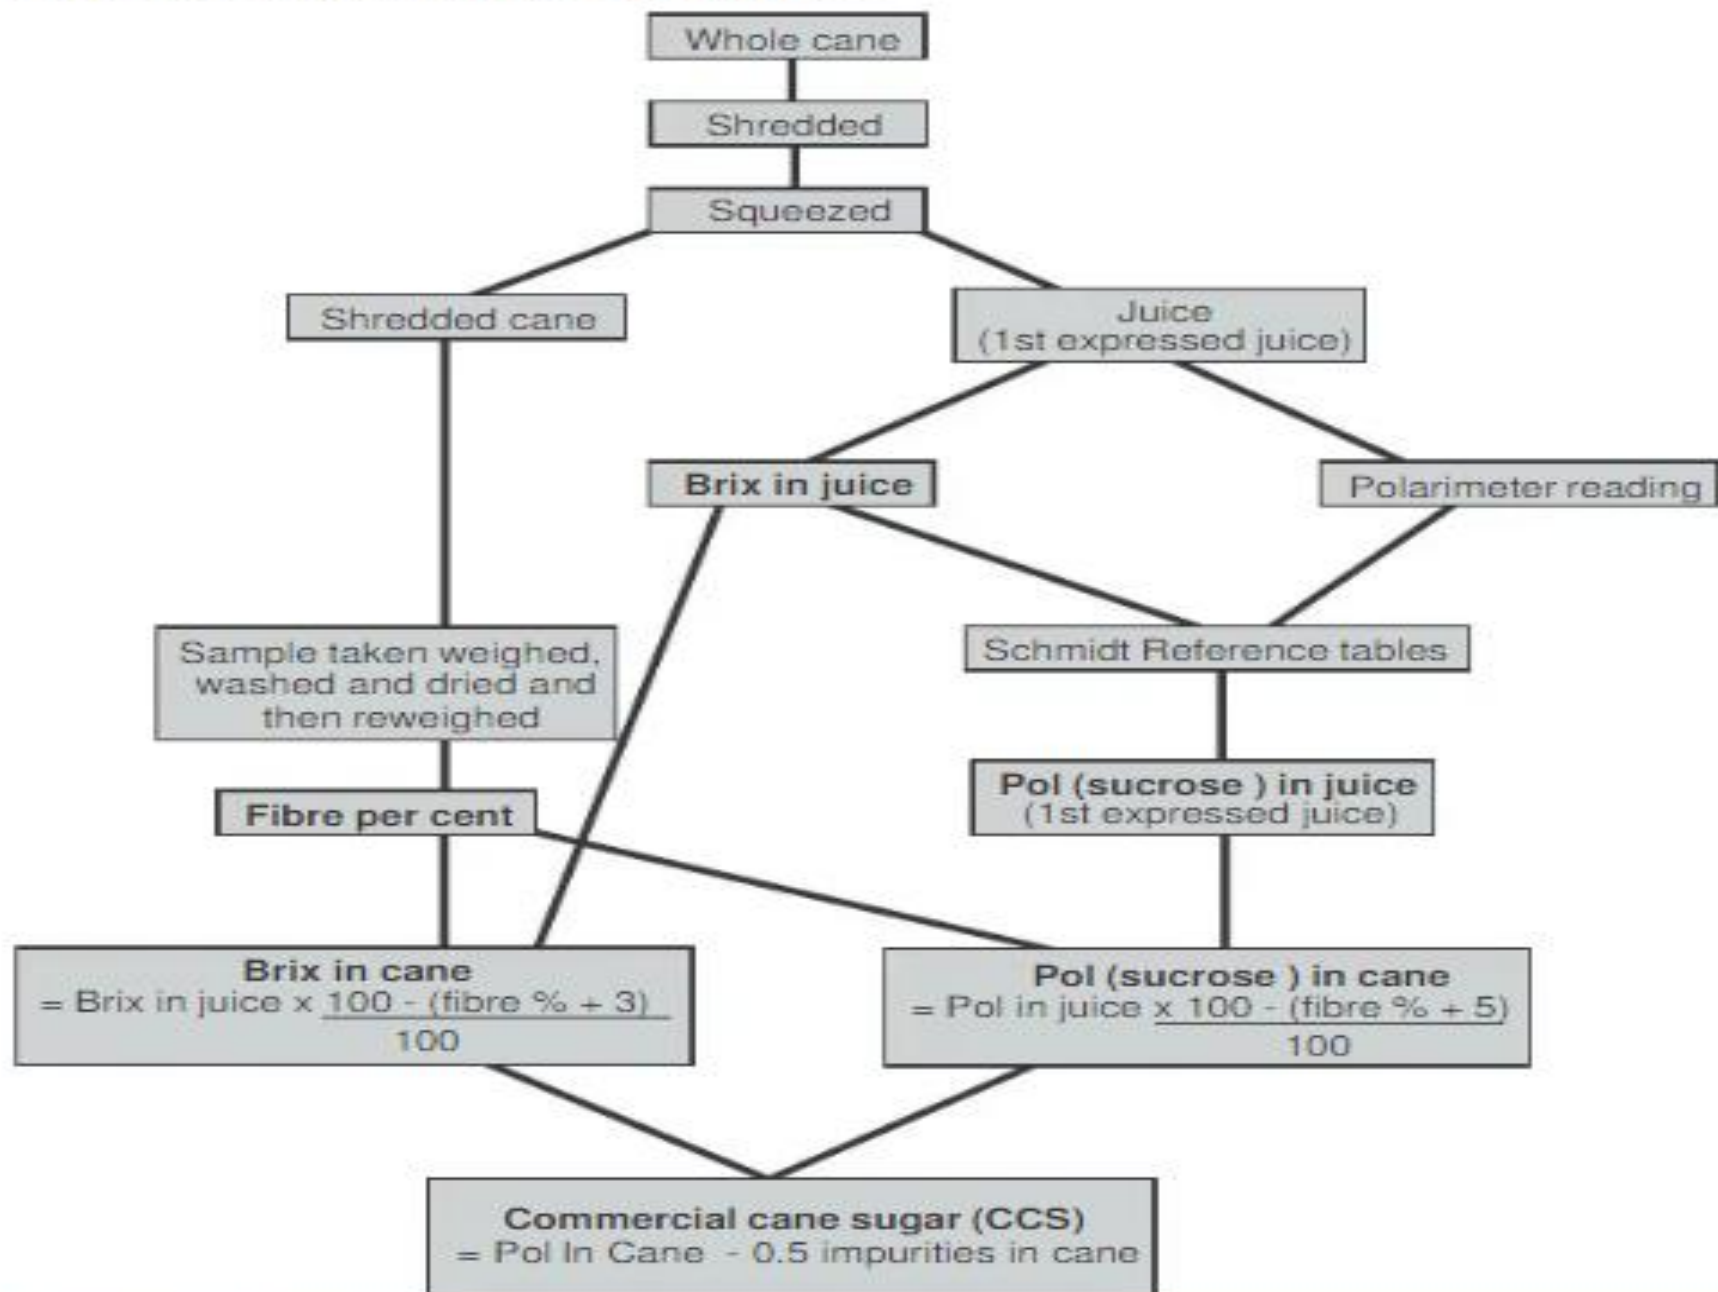 Whole cane
Shredded
Squeezed
Shredded cane
Juice
(1st expressed juice)
Brix in juice
Polarimeter reading
Sample taken weighed,
washed and dried and
then reweighed
Schmidt Reference tables
Fibre per cent
Pol (sucrose ) in juice
(1st expressed juice)
Brix in cane
= Brix in juice x 100 - (fibre % + 3)
100
Pol (sucrose ) in cane
= Pol in juice x 100 - (fibre % + 5)
100
Commercial cane sugar (CCS)
= Pol In Cane - 0.5 impurities in cane